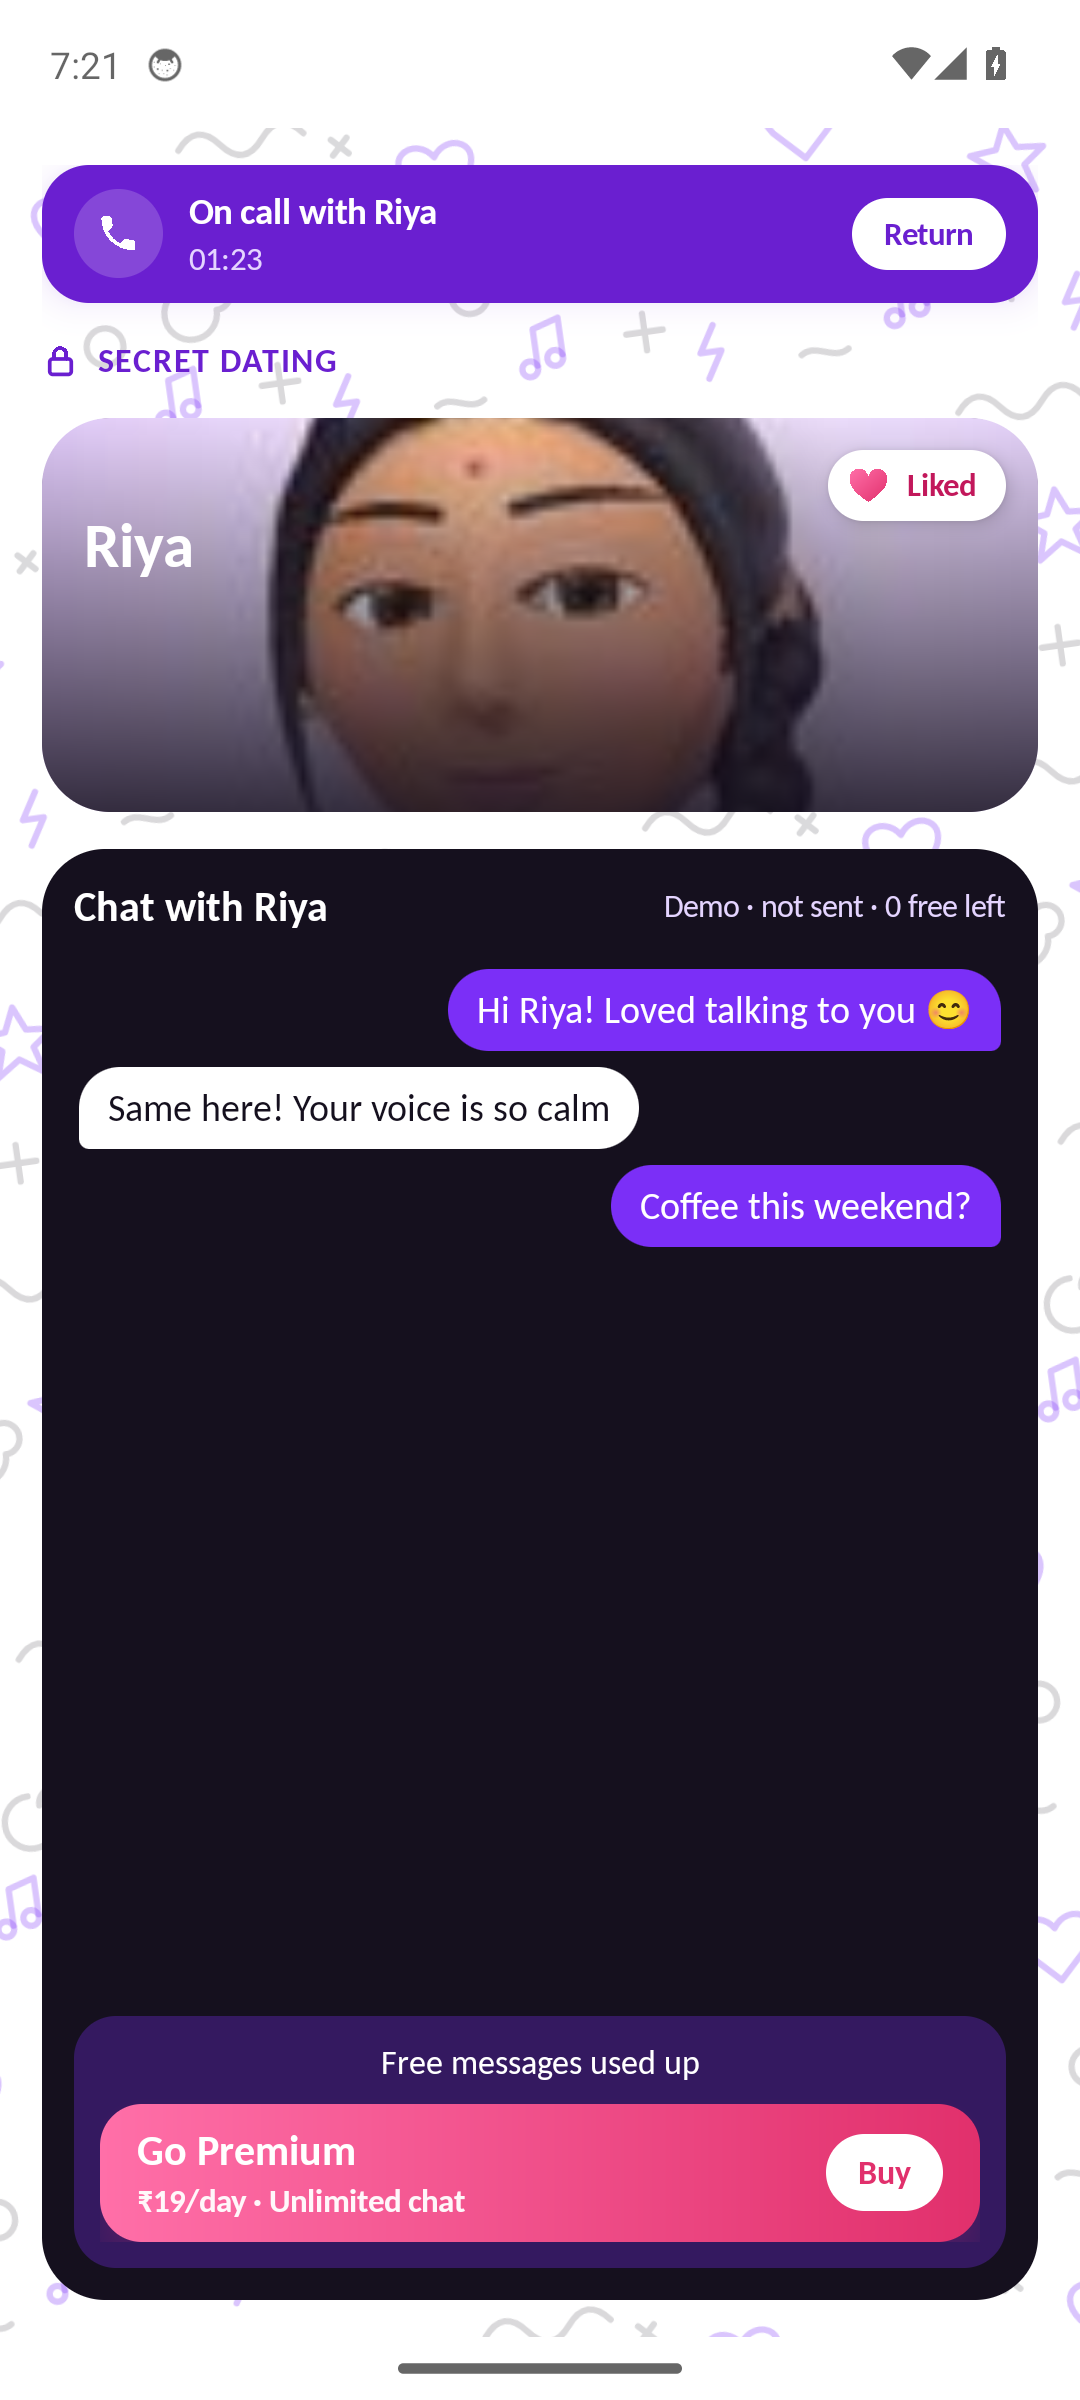 7:21
On call with Riya
01:23
Return
SECRET DATING
Liked
Riya
Chat with Riya
Demo · not sent · 0 free left
Hi Riya! Loved talking to you 😊
Same here! Your voice is so calm
Coffee this weekend?
Free messages used up
Go Premium
₹19/day · Unlimited chat
Buy